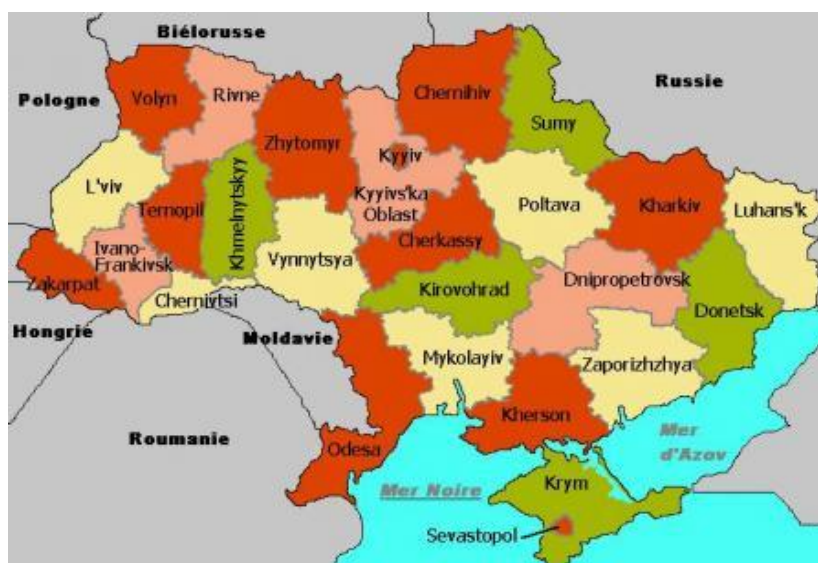 Biélorusse
Russie
Pologne
Volyn
Rivne
Chernihiv
Sumy
Zhytomyr
Kyyiv
L'viv
Ternopil
Khmelnytskyy
Kyyivs'ka
Oblast
Poltava
Kharkiv
Luhans'k
Ivano-
Frankivsk
Vynnytsya
Cherkassy
Zakarpat
Chernivtsi
Kirovohrad
Dnipropetrovsk
Donetsk
Hongrie
Moldavie
Mykolayiv
Zaporizhzhya
Kherson
Roumanie
Odesa
Mer
d'Azov
Mer Noire
Krym
Sevastopol